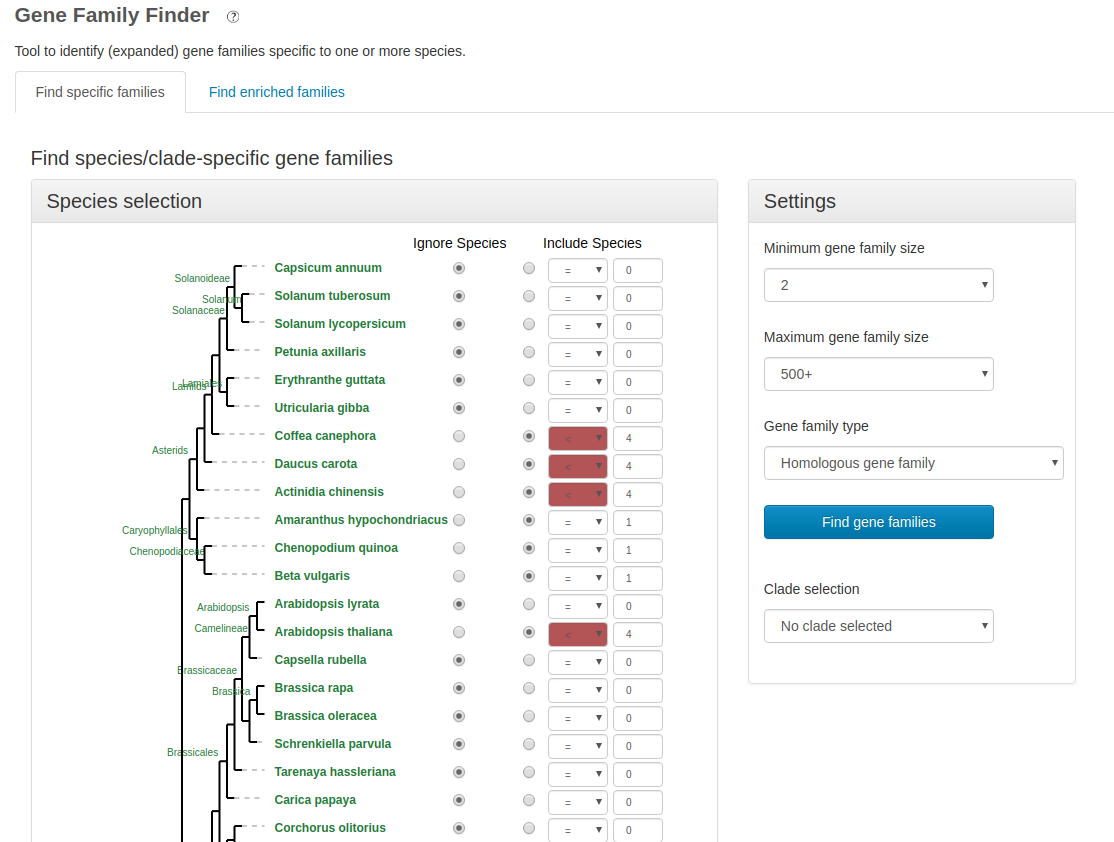 Gene Family Finder ?
Tool to identify (expanded) gene families specific to one or more species.
Find specific families Find enriched families
Find species/clade-specific gene families
Species selection
Ignore Species Include Species
Solanoideae
Solanum
Solanaceae
Lamiales
Lamiids
Asterids
Caryophyllales
Chenopodiaceae
Arabidopsis
Camelineae
Brassicaceae
Brassica
Brassicales
Capsicum annuum = 0
Solanum tuberosum = 0
Solanum lycopersicum = 0
Petunia axillaris = 0
Erythranthe guttata = 0
Utricularia gibba = 0
Coffea canephora < 4
Daucus carota < 4
Actinidia chinensis < 4
Amaranthus hypochondriacus = 1
Chenopodium quinoa = 1
Beta vulgaris = 1
Arabidopsis lyrata = 0
Arabidopsis thaliana < 4
Capsella rubella = 0
Brassica rapa = 0
Brassica oleracea = 0
Schrenkiella parvula = 0
Tarenaya hassleriana = 0
Carica papaya = 0
Corchorus olitorius = 0
Settings
Minimum gene family size
2
Maximum gene family size
500+
Gene family type
Homologous gene family
Find gene families
Clade selection
No clade selected